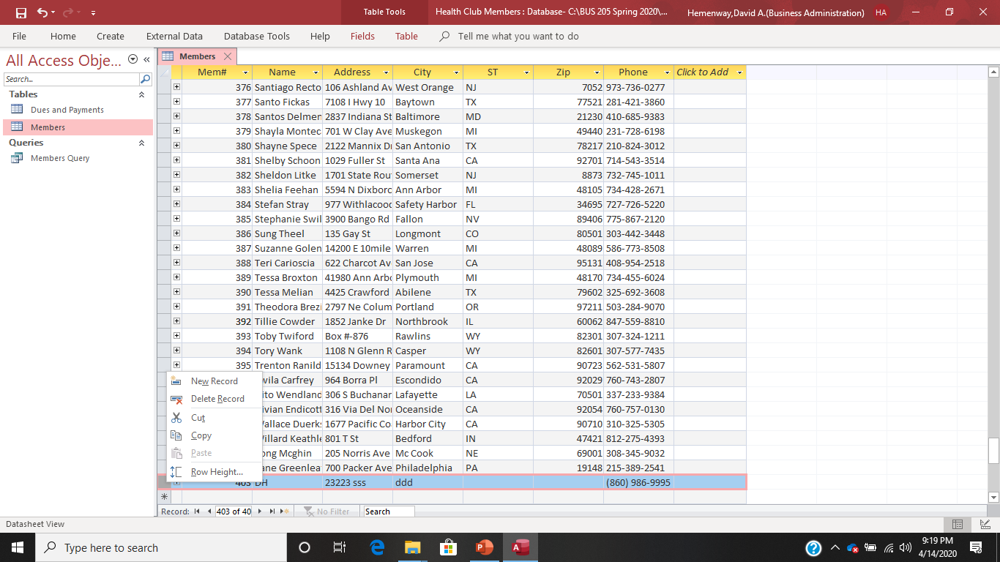 Table Tools
Health Club Members : Database- C:\BUS 205 Spring 2020\...
Hemenway,David A.(Business Administration)
HA
File Home Create External Data Database Tools Help Fields Table Tell me what you want to do
All Access Obje...
Search...
Tables
Dues and Payments
Members
Queries
Members Query
Members
Mem# Name Address City ST Zip Phone Click to Add
376 Santiago Recto 106 Ashland Av West Orange NJ 7052 973-736-0277
377 Santo Fickas 7108 I Hwy 10 Baytown TX 77521 281-421-3860
378 Santos Delmen 2837 Indiana St Baltimore MD 21230 410-685-9383
379 Shayla Monteca 701 W Clay Ave Muskegon MI 49440 231-728-6198
380 Shayne Spece 2122 Mannix Dr San Antonio TX 78217 210-824-3012
381 Shelby Schoon 1029 Fuller St Santa Ana CA 92701 714-543-3514
382 Sheldon Litke 1701 State Rou Somerset NJ 8873 732-745-1011
383 Shelia Feehan 5594 N Dixboro Ann Arbor MI 48105 734-428-2671
384 Stefan Stray 977 Withlacooc Safety Harbor FL 34695 727-726-5220
385 Stephanie Swil 3900 Bango Rd Fallon NV 89406 775-867-2120
386 Sung Theel 135 Gay St Longmont CO 80501 303-442-3448
387 Suzanne Golen 14200 E 10mile Warren MI 48089 586-773-8508
388 Teri Carioscia 622 Charcot Av San Jose CA 95131 408-954-2518
389 Tessa Broxton 41980 Ann Arbo Plymouth MI 48170 734-455-6024
390 Tessa Melian 4425 Crawford Abilene TX 79602 325-692-3608
391 Theodora Brezi 2797 Ne Colum Portland OR 97211 503-284-9070
392 Tillie Cowder 1852 Janke Dr Northbrook IL 60062 847-559-8810
393 Toby Twiford Box #-876 Rawlins WY 82301 307-324-1211
394 Tory Wank 1108 N Glenn R Casper WY 82601 307-577-7435
395 Trenton Ranild 15134 Downey Paramount CA 90723 562-531-5807
wila Carfrey 964 Borra Pl Escondido CA 92029 760-743-2807
ito Wendland 306 S Buchanan Lafayette LA 70501 337-233-9384
ivian Endicott 316 Via Del Nor Oceanside CA 92054 760-757-0130
Wallace Duerks 1677 Pacific Co Harbor City CA 90710 310-325-5305
Villard Keathle 801 T St Bedford IN 47421 812-275-4393
ong Mcghin 205 Norris Ave Mc Cook NE 69001 308-345-9032
ane Greenlea 700 Packer Ave Philadelphia PA 19148 215-389-2541
403 DH 23223 sss ddd (860) 986-9995
New Record
Delete Record
Cut
Copy
Paste
Row Height...
Record: 403 of 40 No Filter Search
Datasheet View
Type here to search
9:19 PM
4/14/2020